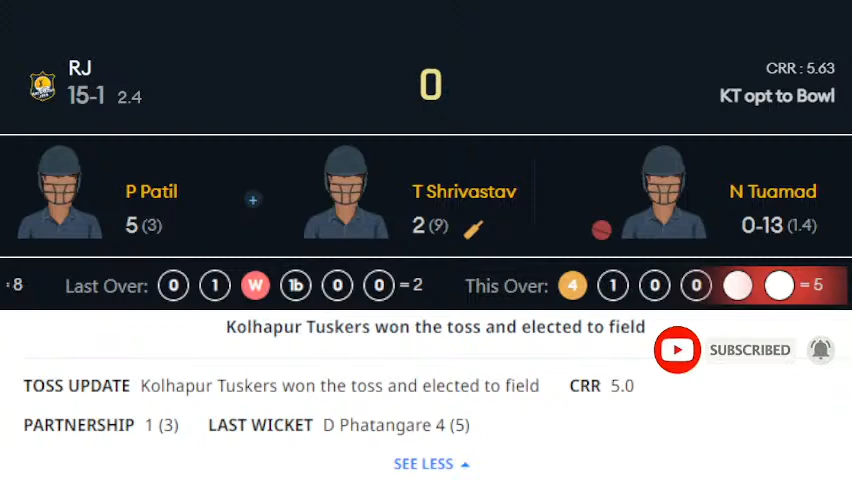 RJ
15-1 2.4
0
CRR : 5.63
KT opt to Bowl
P Patil
5 (3)
+
T Shrivastav
2 (9)
N Tuamad
0-13 (1.4)
: 8 Last Over: 0 1 W 1b 0 0 = 2 This Over: 4 1 0 0 = 5
Kolhapur Tuskers won the toss and elected to field
SUBSCRIBED
TOSS UPDATE Kolhapur Tuskers won the toss and elected to field CRR 5.0
PARTNERSHIP 1 (3) LAST WICKET D Phatangare 4 (5)
SEE LESS